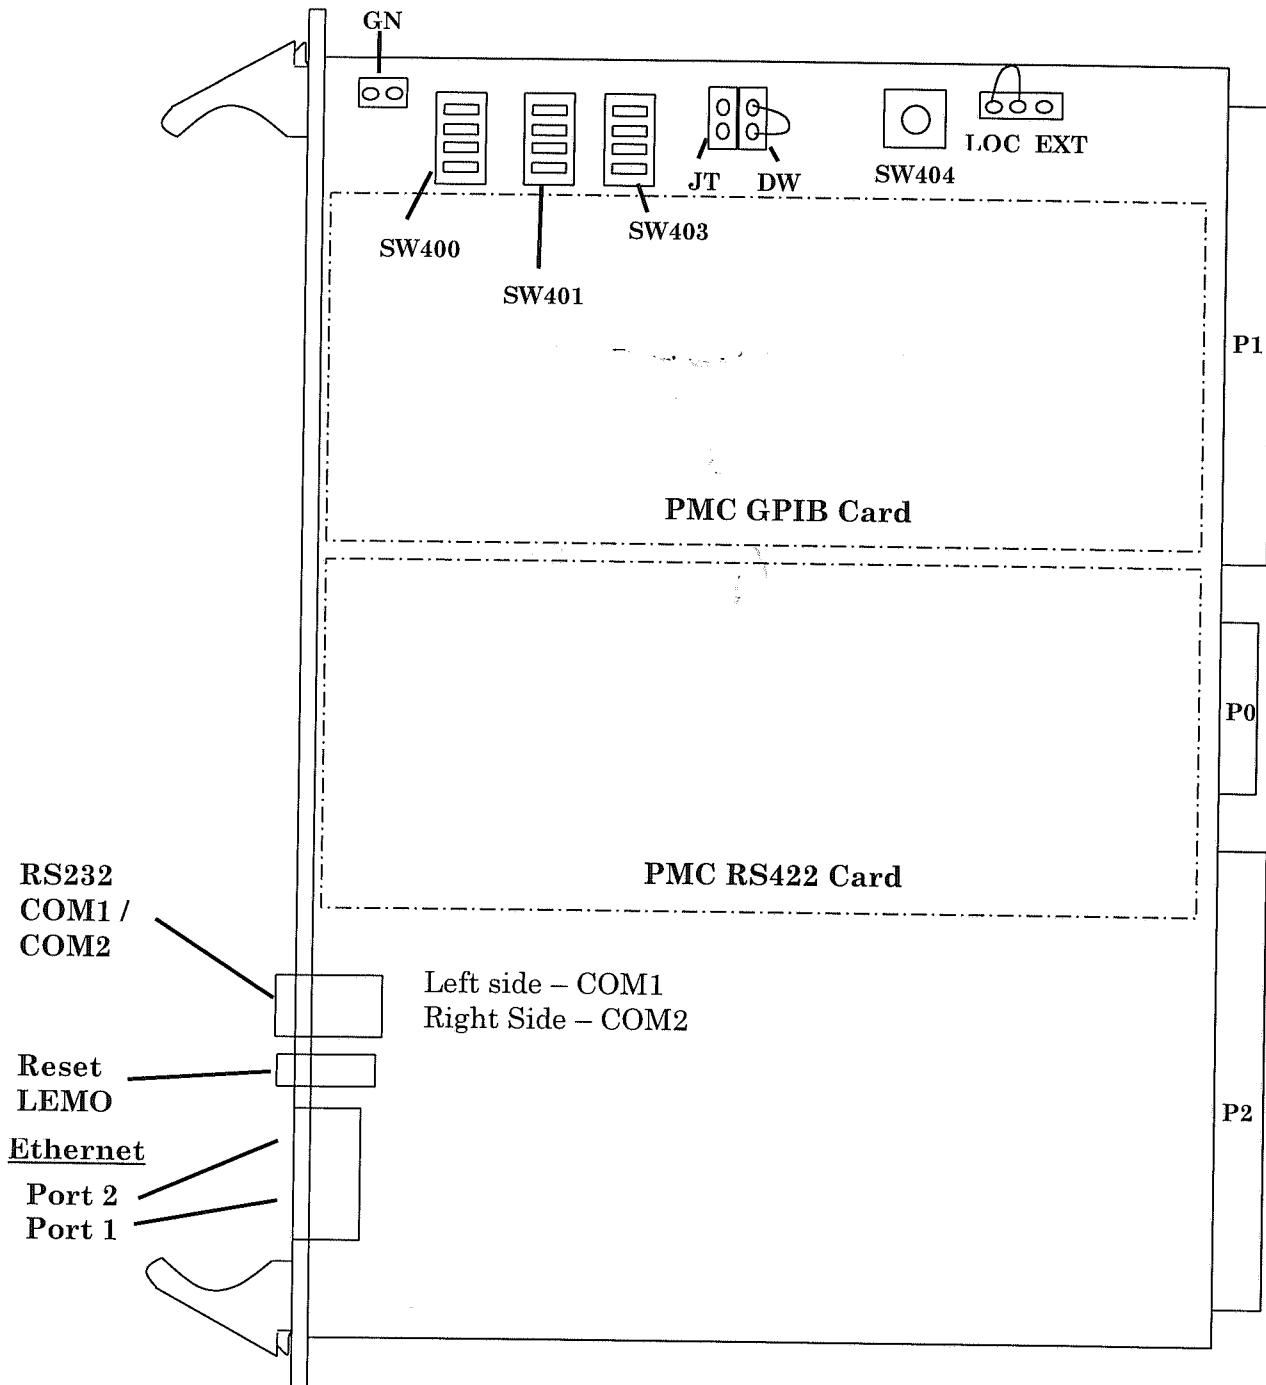 GN
LOC EXT
JT DW
SW404
SW400
SW403
SW401
P1
PMC GPIB Card
P0
PMC RS422 Card
RS232
COM1 /
COM2
Left side – COM1
Right Side – COM2
Reset
LEMO
P2
Ethernet
Port 2
Port 1